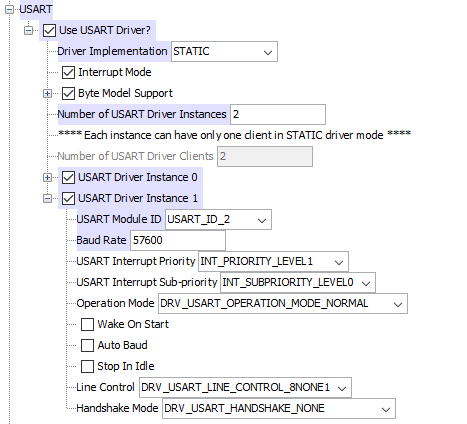 USART
Use USART Driver?
Driver Implementation STATIC
Interrupt Mode
Byte Model Support
Number of USART Driver Instances 2
**** Each instance can have only one client in STATIC driver mode ****
Number of USART Driver Clients 2
USART Driver Instance 0
USART Driver Instance 1
USART Module ID USART_ID_2
Baud Rate 57600
USART Interrupt Priority INT_PRIORITY_LEVEL1
USART Interrupt Sub-priority INT_SUBPRIORITY_LEVEL0
Operation Mode DRV_USART_OPERATION_MODE_NORMAL
Wake On Start
Auto Baud
Stop In Idle
Line Control DRV_USART_LINE_CONTROL_8NONE1
Handshake Mode DRV_USART_HANDSHAKE_NONE